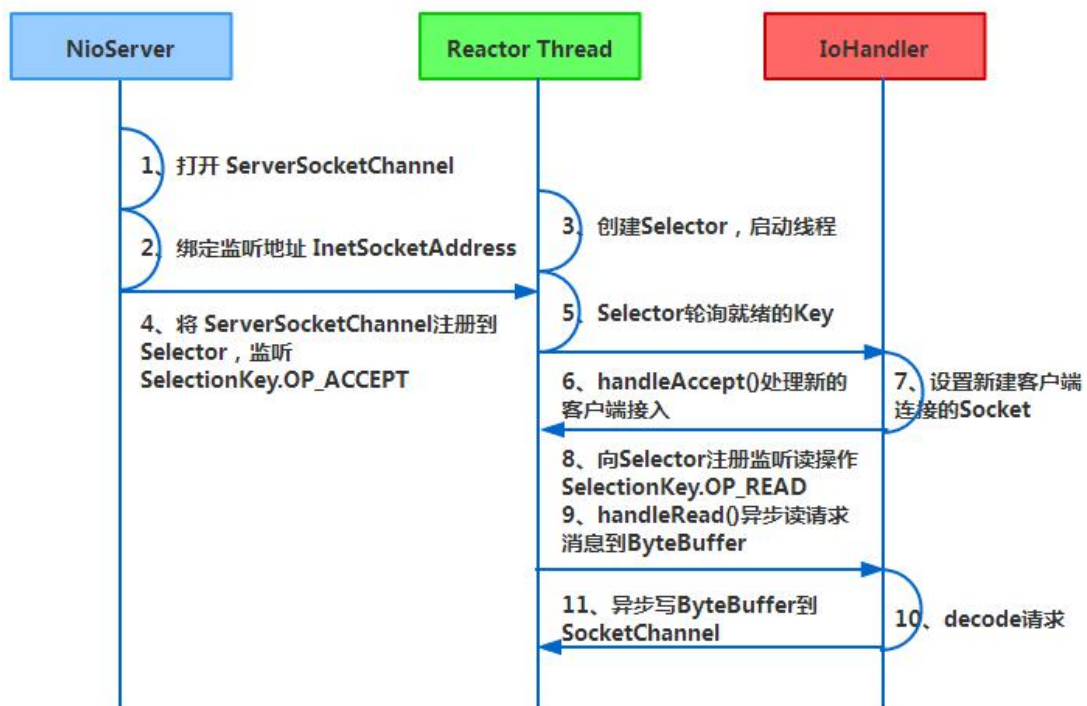 NioServer
Reactor Thread
IoHandler
1、打开 ServerSocketChannel
2、绑定监听地址 InetSocketAddress
3、创建Selector，启动线程
4、将 ServerSocketChannel注册到
Selector，监听
SelectionKey.OP_ACCEPT
5、Selector轮询就绪的Key
6、handleAccept()处理新的
客户端接入
7、设置新建客户端
连接的Socket
8、向Selector注册监听读操作
SelectionKey.OP_READ
9、handleRead()异步读请求
消息到ByteBuffer
10、decode请求
11、异步写ByteBuffer到
SocketChannel